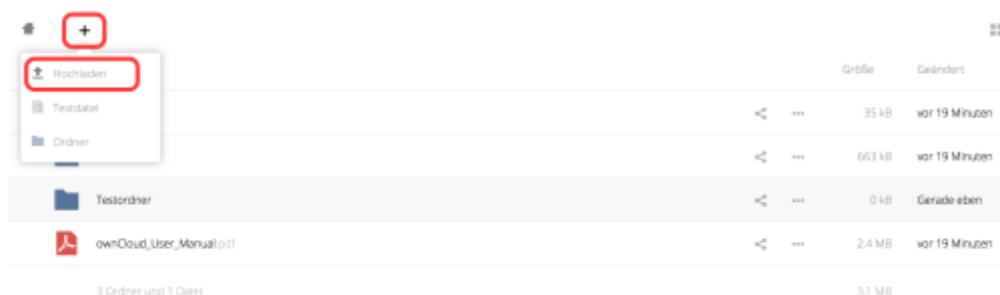 +
Hochladen
Größe Geändert
Textdatei
35 kB vor 19 Minuten
Ordner
663 kB vor 19 Minuten
Testordner 0 kB Gerade eben
ownCloud_User_Manual.pdf 2.4 MB vor 19 Minuten
3 Ordner und 1 Datei 3.1 MB